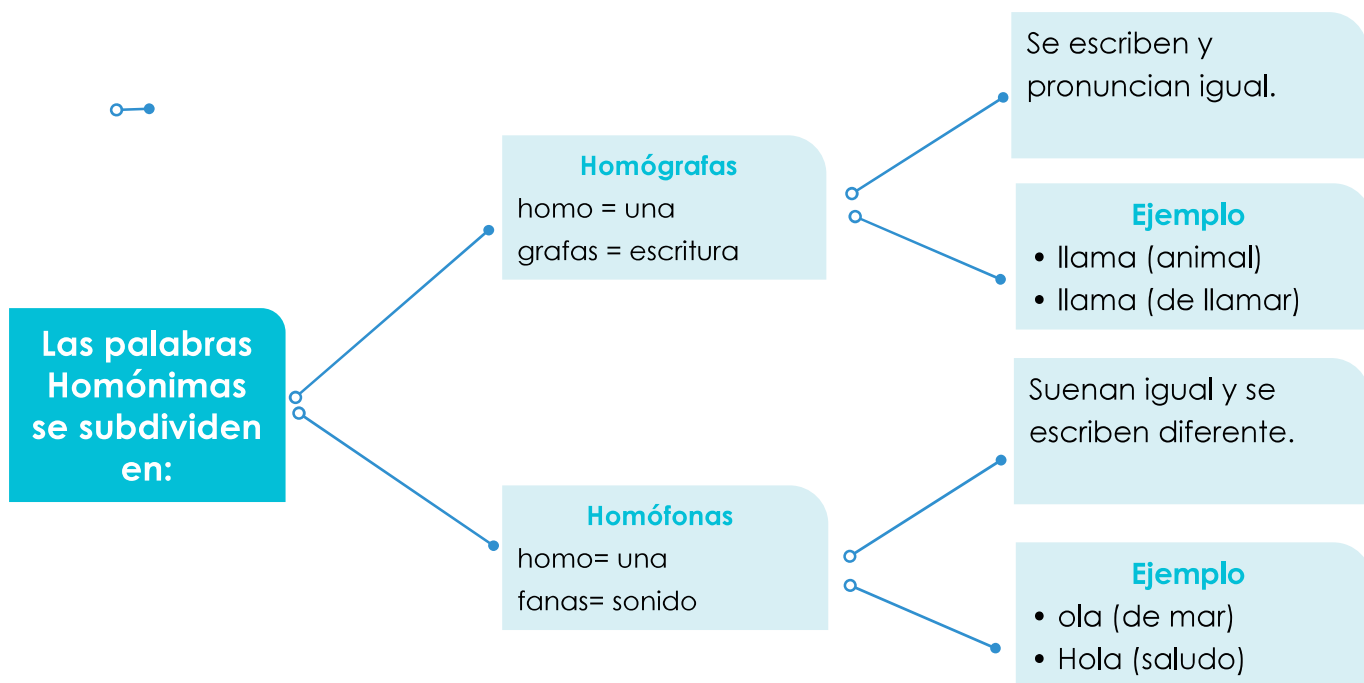 Las palabras
Homónimas
se subdividen
en:
Homógrafas
homo = una
grafas = escritura
Se escriben y
pronuncian igual.
Ejemplo
• llama (animal)
• llama (de llamar)
Homófonas
homo= una
fanas= sonido
Suenan igual y se
escriben diferente.
Ejemplo
• ola (de mar)
• Hola (saludo)